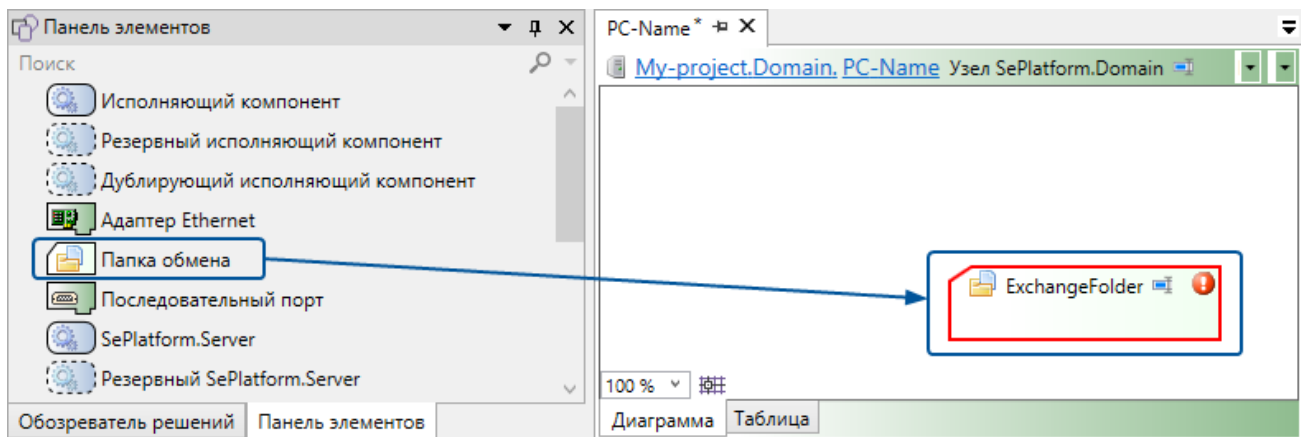 Панель элементов
Поиск
Исполняющий компонент
Резервный исполняющий компонент
Дублирующий исполняющий компонент
Адаптер Ethernet
Папка обмена
Последовательный порт
SePlatform.Server
Резервный SePlatform.Server
Обозреватель решений Панель элементов
PC-Name*
My-project.Domain. PC-Name Узел SePlatform.Domain
ExchangeFolder
100 %
Диаграмма Таблица